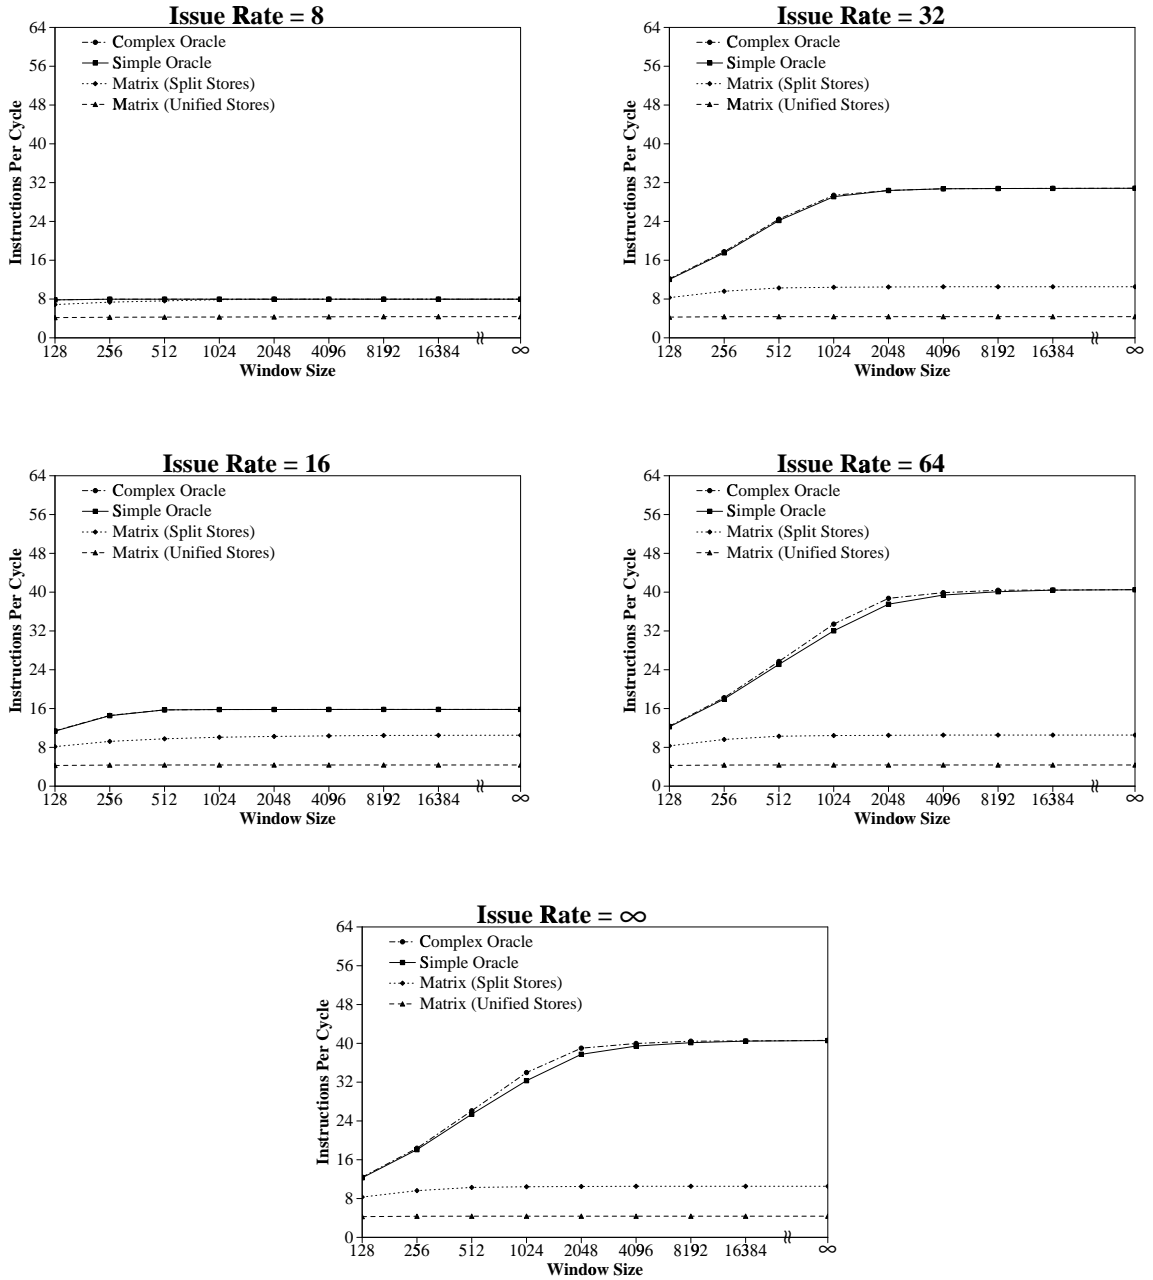 Issue Rate = 8
64
56
48
40
32
24
16
8
0
Instructions Per Cycle
Complex Oracle
Simple Oracle
Matrix (Split Stores)
Matrix (Unified Stores)
128 256 512 1024 2048 4096 8192 16384 ≈ ∞
Window Size
Issue Rate = 32
64
56
48
40
32
24
16
8
0
Instructions Per Cycle
Complex Oracle
Simple Oracle
Matrix (Split Stores)
Matrix (Unified Stores)
128 256 512 1024 2048 4096 8192 16384 ≈ ∞
Window Size
Issue Rate = 16
64
56
48
40
32
24
16
8
0
Instructions Per Cycle
Complex Oracle
Simple Oracle
Matrix (Split Stores)
Matrix (Unified Stores)
128 256 512 1024 2048 4096 8192 16384 ≈ ∞
Window Size
Issue Rate = 64
64
56
48
40
32
24
16
8
0
Instructions Per Cycle
Complex Oracle
Simple Oracle
Matrix (Split Stores)
Matrix (Unified Stores)
128 256 512 1024 2048 4096 8192 16384 ≈ ∞
Window Size
Issue Rate = ∞
64
56
48
40
32
24
16
8
0
Instructions Per Cycle
Complex Oracle
Simple Oracle
Matrix (Split Stores)
Matrix (Unified Stores)
128 256 512 1024 2048 4096 8192 16384 ≈ ∞
Window Size